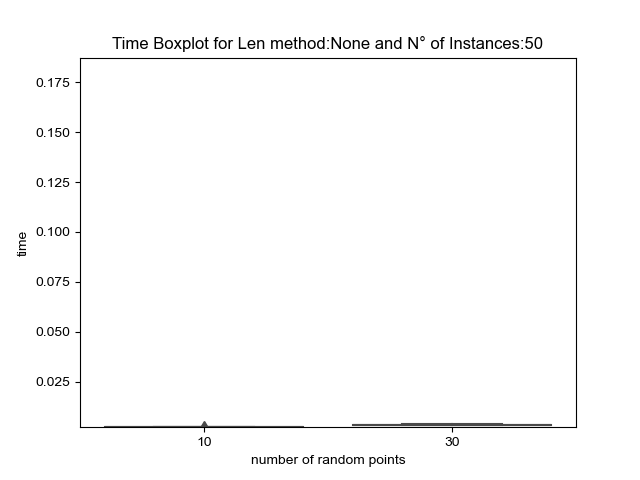 Time Boxplot for Len method:None and N° of Instances:50
0.175
0.150
0.125
0.100
0.075
0.050
0.025
time
10 30
number of random points